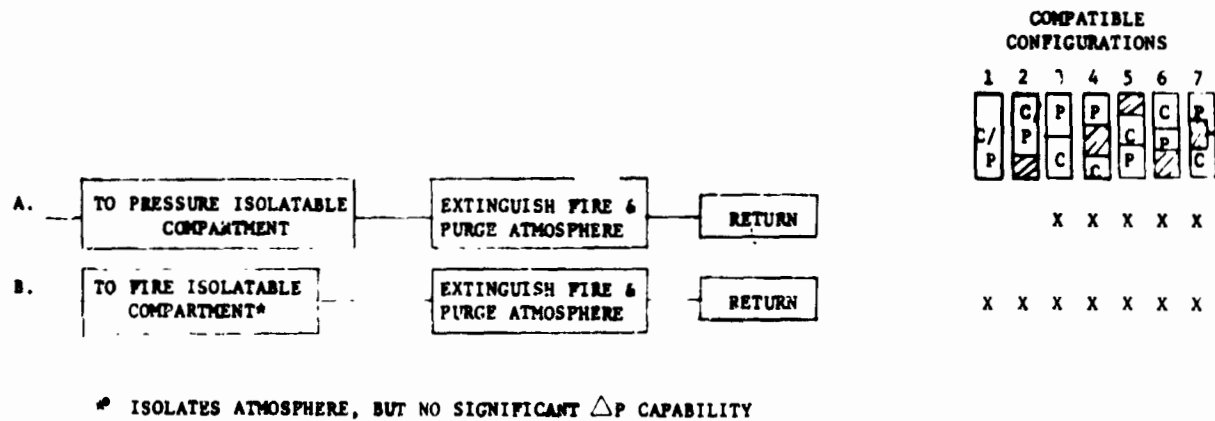 COMPATIBLE
CONFIGURATIONS
1 2 3 4 5 6 7
C/
P
C/
P
P
C
P
C
C
P
C
P
P
C
A. TO PRESSURE ISOLATABLE
COMPARTMENT
EXTINGUISH FIRE &
PURGE ATMOSPHERE
RETURN
X X X X X
B. TO FIRE ISOLATABLE
COMPARTMENT*
EXTINGUISH FIRE &
PURGE ATMOSPHERE
RETURN
X X X X X X X
* ISOLATES ATMOSPHERE, BUT NO SIGNIFICANT △P CAPABILITY